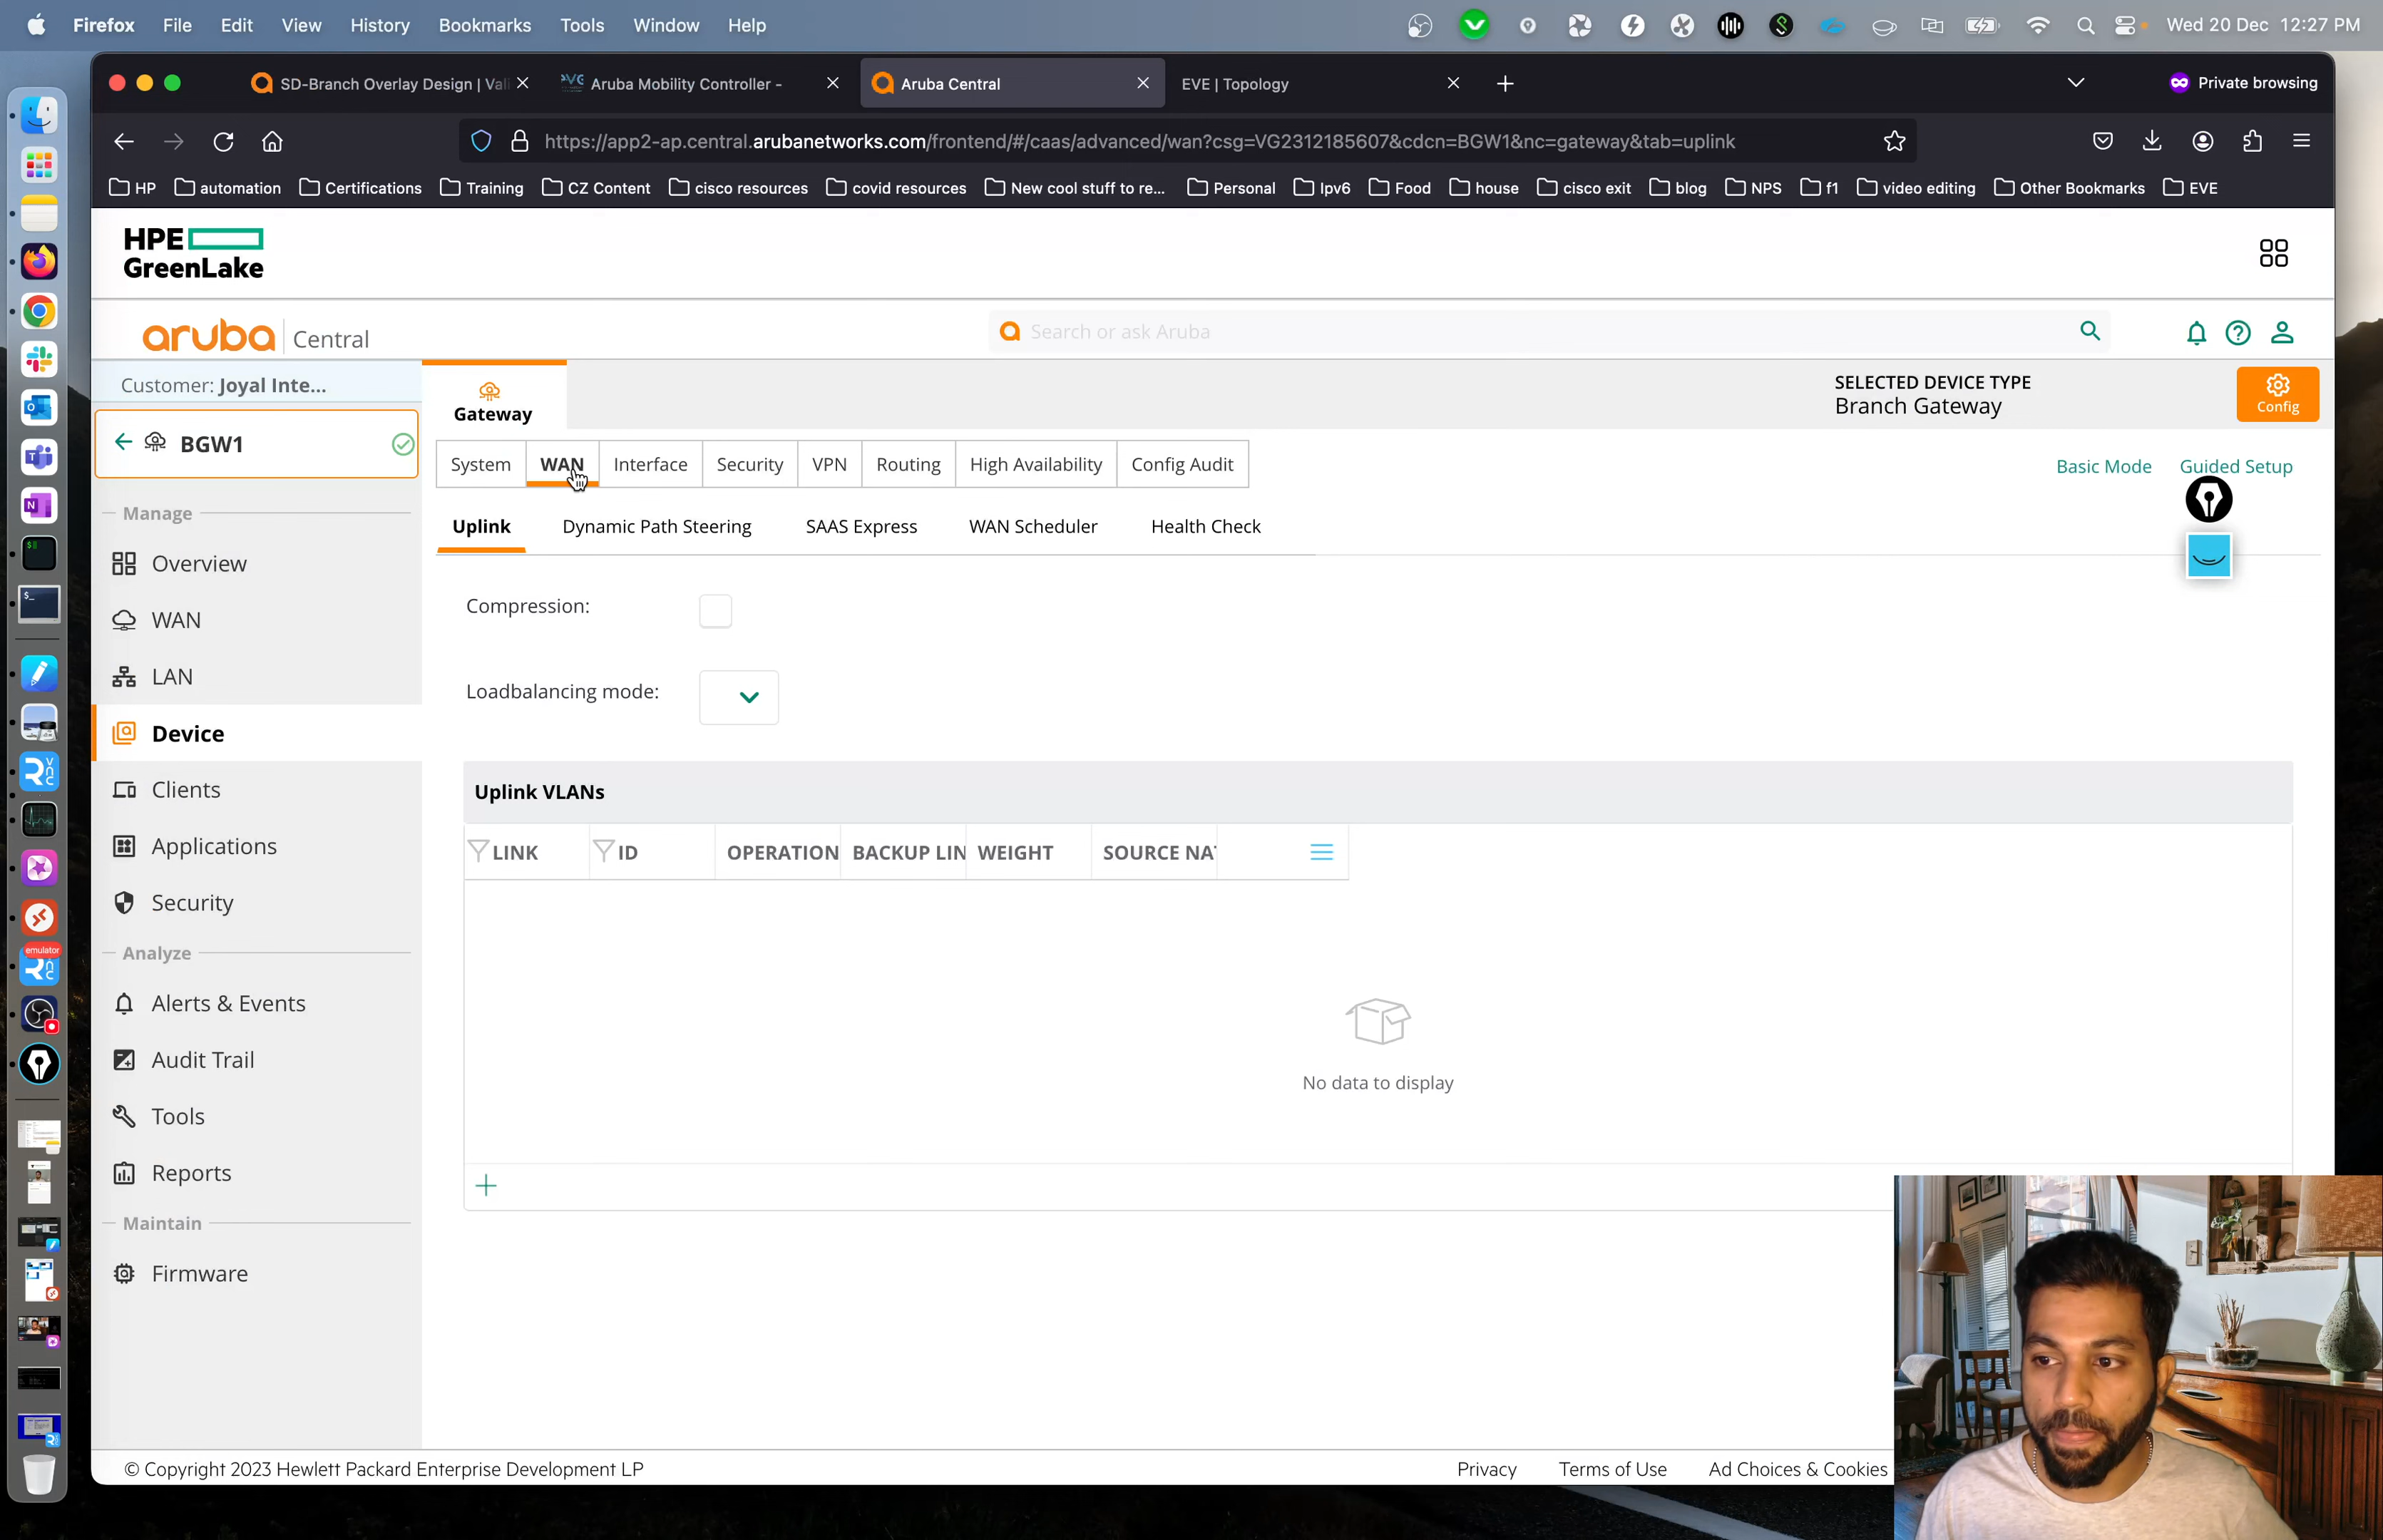 Firefox File Edit View History Bookmarks Tools Window Help Wed 20 Dec 12:27 PM
SD-Branch Overlay Design | Vali Aruba Mobility Controller - Aruba Central EVE | Topology Private browsing
https://app2-ap.central.arubanetworks.com/frontend/#/caas/advanced/wan?csg=VG2312185607&cdcn=BGW1&nc=gateway&tab=uplink
HP automation Certifications Training CZ Content cisco resources covid resources New cool stuff to re... Personal Ipv6 Food house cisco exit blog NPS f1 video editing Other Bookmarks EVE
HPE
GreenLake
aruba Central
Search or ask Aruba
Customer: Joyal Inte...
Gateway
SELECTED DEVICE TYPE
Branch Gateway
Config
BGW1
System WAN Interface Security VPN Routing High Availability Config Audit
Basic Mode Guided Setup
Manage
Uplink Dynamic Path Steering SAAS Express WAN Scheduler Health Check
Overview
WAN
LAN
Device
Clients
Applications
Security
Analyze
Alerts & Events
Audit Trail
Tools
Reports
Maintain
Firmware
Compression:
Loadbalancing mode:
Uplink VLANs
LINK ID OPERATION BACKUP LIN WEIGHT SOURCE NAT
No data to display
emulator
© Copyright 2023 Hewlett Packard Enterprise Development LP
Privacy Terms of Use Ad Choices & Cookies